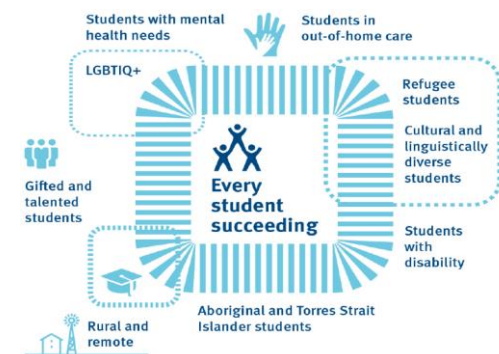 Students with mental
health needs
Students in
out-of-home care
LGBTIQ+
Refugee
students
Cultural and
linguistically
diverse
students
Every
student
succeeding
Gifted and
talented
students
Students
with
disability
Aboriginal and Torres Strait
Islander students
Rural and
remote